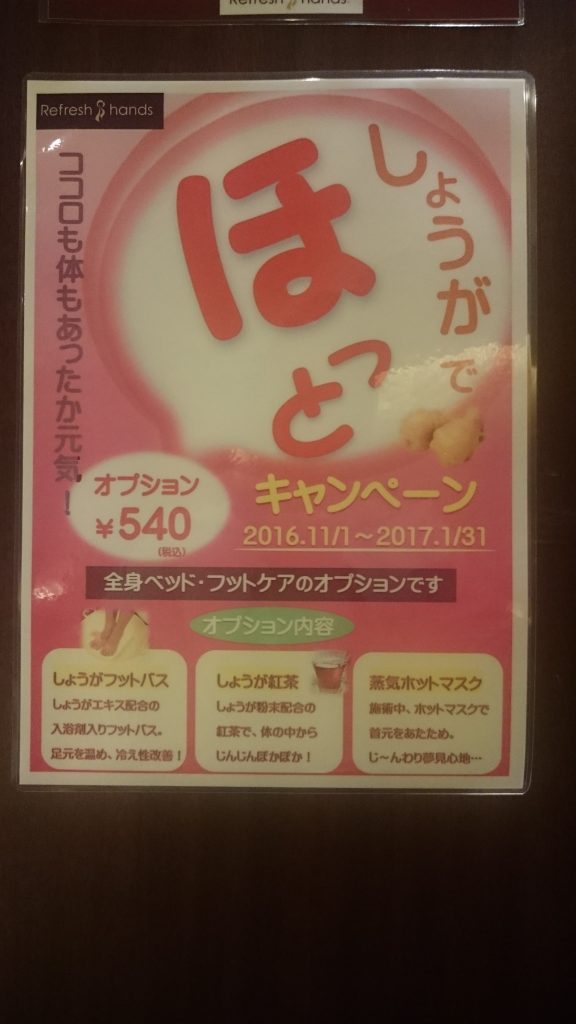 Refresh hands
Refresh hands
しょうがで
ほっと
ココロも体もあったか元気！
オプション
¥540
(税込)
キャンペーン
2016.11/1～2017.1/31
全身ベッド・フットケアのオプションです
オプション内容
しょうがフットバス
しょうがエキス配合の
入浴剤入りフットバス。
足元を温め、冷え性改善！
しょうが紅茶
しょうが粉末配合の
紅茶で、体の中から
じんじんぽかぽか！
蒸気ホットマスク
施術中、ホットマスクで
首元をあたため。
じ～んわり夢見心地…